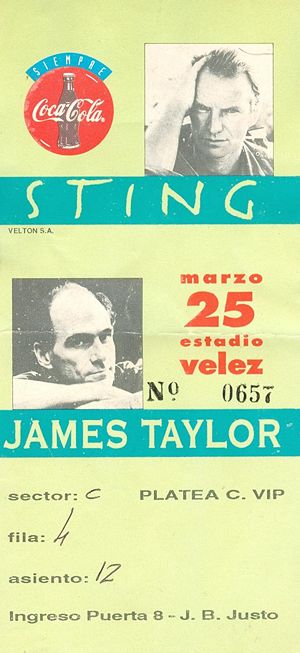 SIEMPRE
Coca-Cola
STING
VELTON S.A.
marzo
25
estadio
velez
Nº 0657
JAMES TAYLOR
sector: C PLATEA C. VIP
fila: 4
asiento: 12
Ingreso Puerta 8 - J. B. Justo